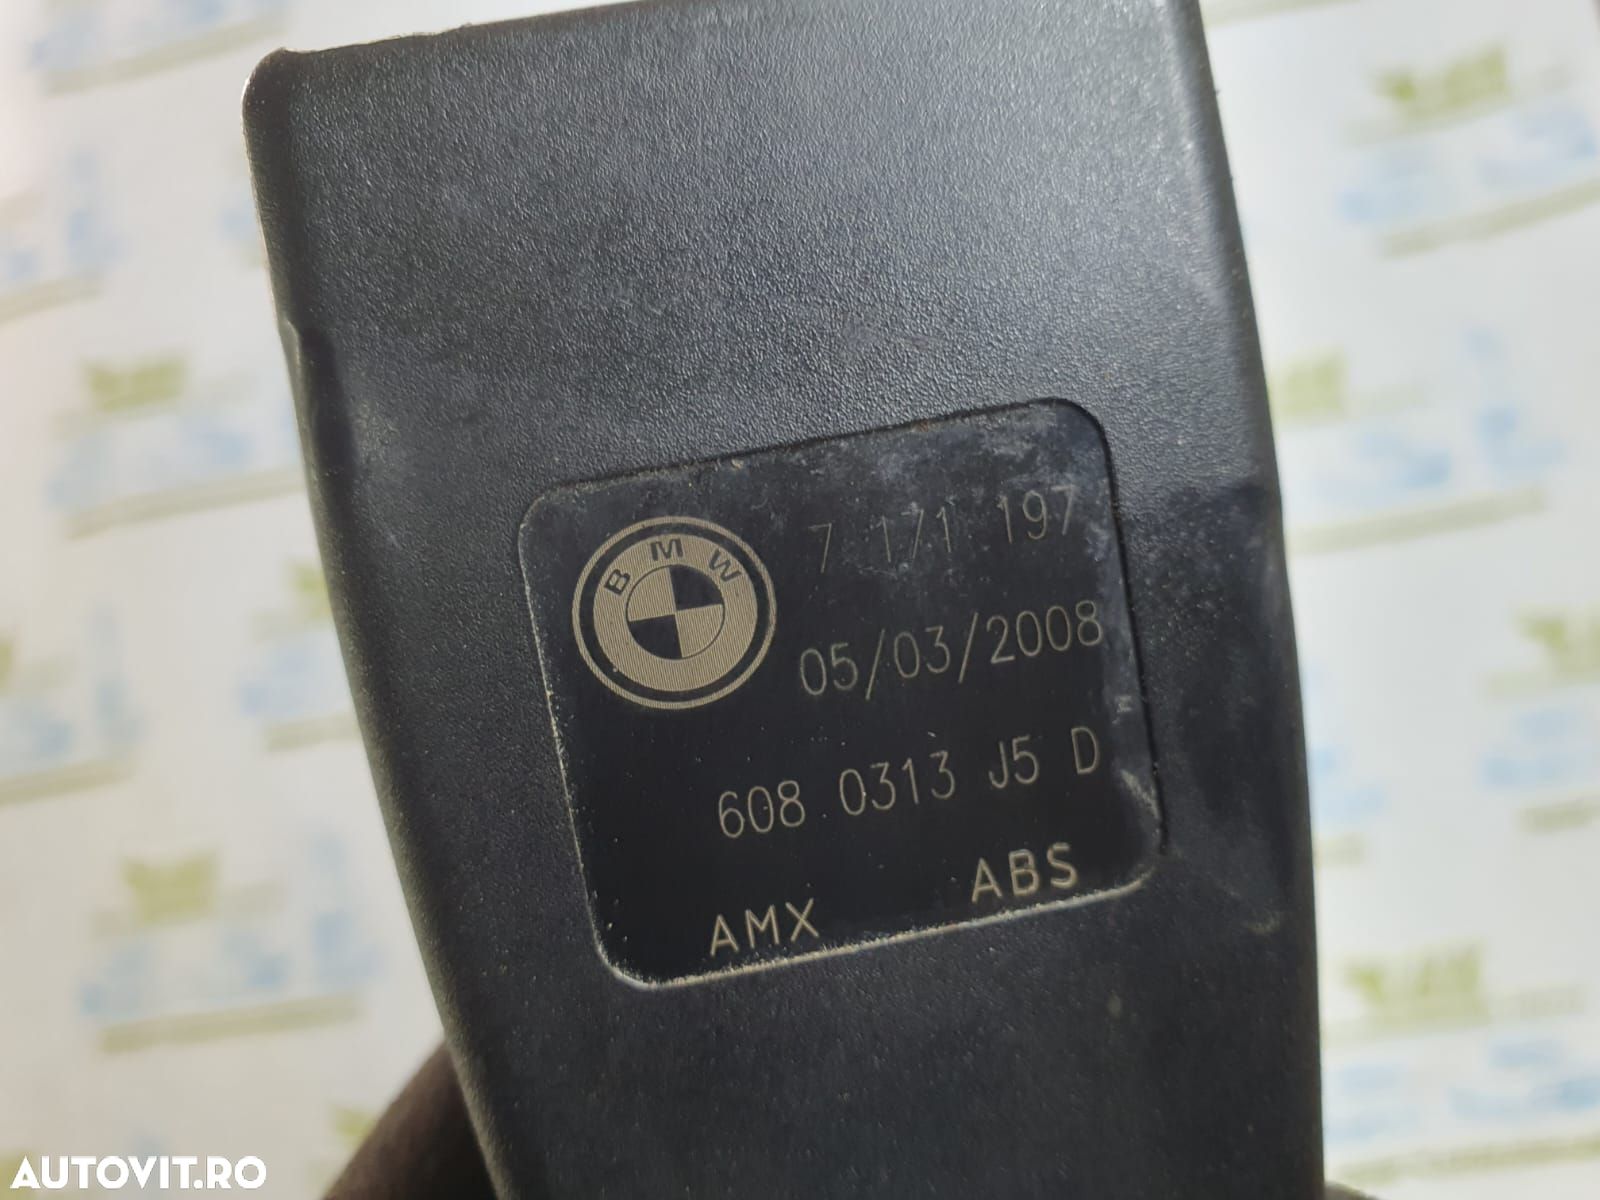 BMW
7 171 197
05/03/2008
608 0313 J5 D
AMX ABS
AUTOVIT.RO